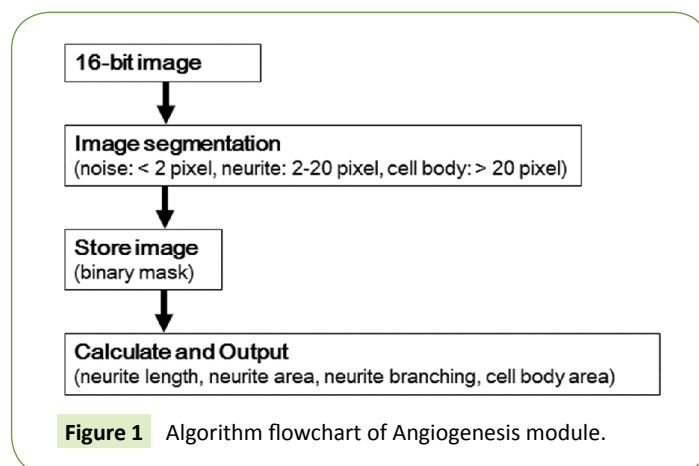 16-bit image
Image segmentation
(noise: < 2 pixel, neurite: 2-20 pixel, cell body: > 20 pixel)
Store image
(binary mask)
Calculate and Output
(neurite length, neurite area, neurite branching, cell body area)
Figure 1 Algorithm flowchart of Angiogenesis module.